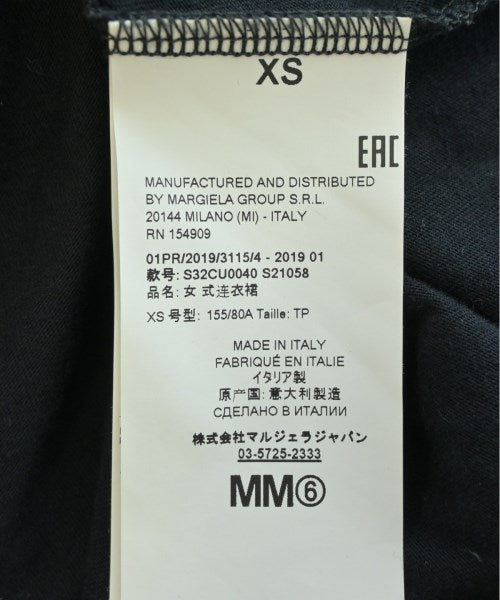 XS
EAC
MANUFACTURED AND DISTRIBUTED
BY MARGIELA GROUP S.R.L.
20144 MILANO (MI) - ITALY
RN 154909
01PR/2019/3115/4 - 2019 01
款号: S32CU0040 S21058
品名: 女 式连衣裙
XS 号型: 155/80A Taille: TP
MADE IN ITALY
FABRIQUÉ EN ITALIE
イタリア製
原产国: 意大利製造
СДЕЛАНО В ИТАЛИИ
株式会社マルジェラジャパン
03-5725-2333
MM⑥